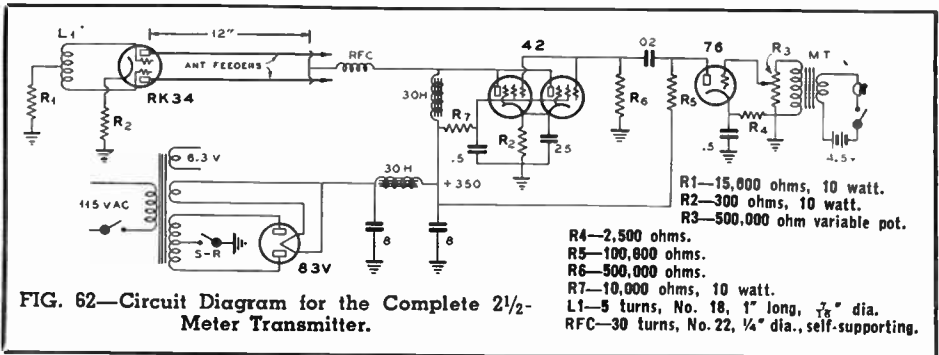 L1
12"
RFC
42
02
76
R3
MT
ANT FEEDERS
R1
RK34
R2
30H
R7
R6
R5
R4
.5
R2
25
.5
4.5v
6.3 V
30 H
+350
115 VAC
S-R
83V
8
8
R1—15,000 ohms, 10 watt.
R2—300 ohms, 10 watt.
R3—500,000 ohm variable pot.
R4—2,500 ohms.
R5—100,000 ohms.
R6—500,000 ohms.
R7—10,000 ohms, 10 watt.
L1—5 turns, No. 18, 1" long, 7/16" dia.
RFC—30 turns, No. 22, ¼" dia., self-supporting.
FIG. 62—Circuit Diagram for the Complete 2½-
Meter Transmitter.